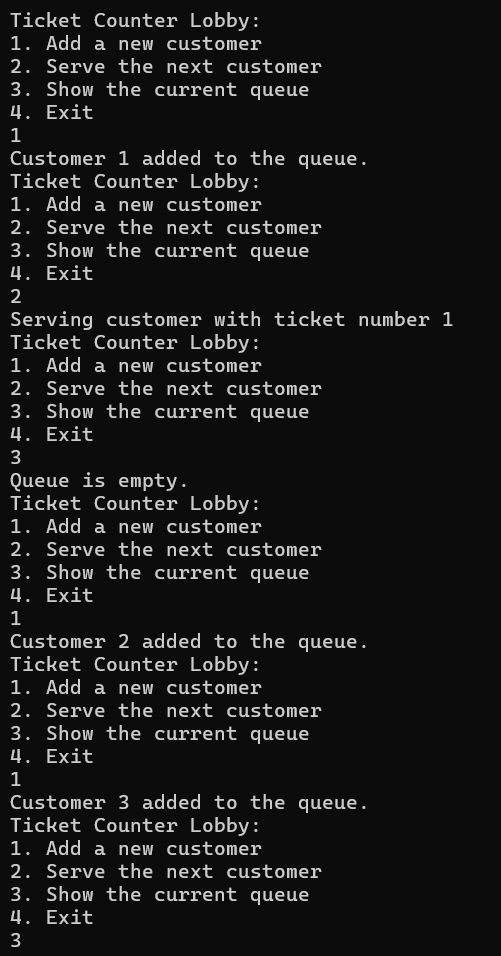 Ticket Counter Lobby:
1. Add a new customer
2. Serve the next customer
3. Show the current queue
4. Exit
1
Customer 1 added to the queue.
Ticket Counter Lobby:
1. Add a new customer
2. Serve the next customer
3. Show the current queue
4. Exit
2
Serving customer with ticket number 1
Ticket Counter Lobby:
1. Add a new customer
2. Serve the next customer
3. Show the current queue
4. Exit
3
Queue is empty.
Ticket Counter Lobby:
1. Add a new customer
2. Serve the next customer
3. Show the current queue
4. Exit
1
Customer 2 added to the queue.
Ticket Counter Lobby:
1. Add a new customer
2. Serve the next customer
3. Show the current queue
4. Exit
1
Customer 3 added to the queue.
Ticket Counter Lobby:
1. Add a new customer
2. Serve the next customer
3. Show the current queue
4. Exit
3